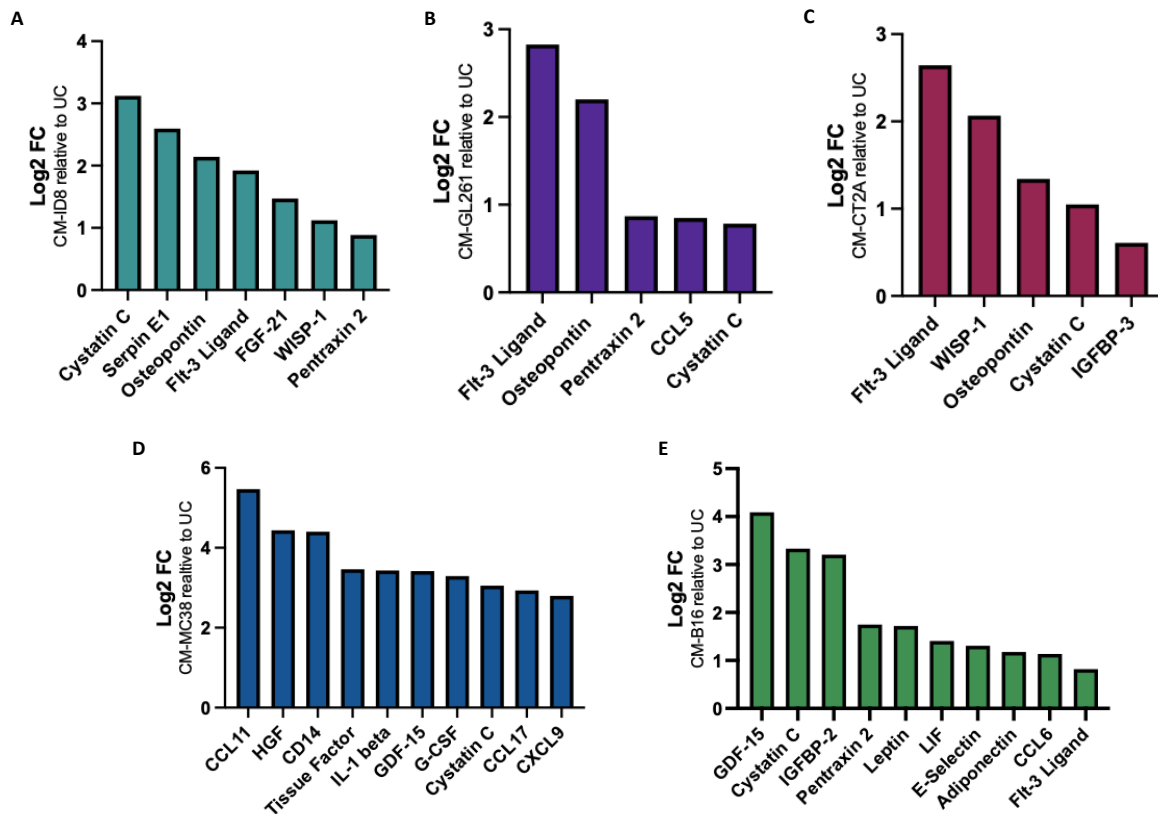 A
Log2 FC
CM-ID8 relative to UC
4
3
2
1
0
Cystatin C
Serpin E1
Osteopontin
Flt-3 Ligand
FGF-21
WISP-1
Pentraxin 2
B
Log2 FC
CM-GL261 relative to UC
3
2
1
0
Flt-3 Ligand
Osteopontin
Pentraxin 2
CCL5
Cystatin C
C
Log2 FC
CM-CT2A relative to UC
3
2
1
0
Flt-3 Ligand
WISP-1
Osteopontin
Cystatin C
IGFBP-3
D
Log2 FC
CM-MC38 realtive to UC
6
4
2
0
CCL11
HGF
CD14
Tissue Factor
IL-1 beta
GDF-15
G-CSF
Cystatin C
CCL17
CXCL9
E
Log2 FC
CM-B16 relative to UC
5
4
3
2
1
0
GDF-15
Cystatin C
IGFBP-2
Pentraxin 2
Leptin
LIF
E-Selectin
Adiponectin
CCL6
Flt-3 Ligand